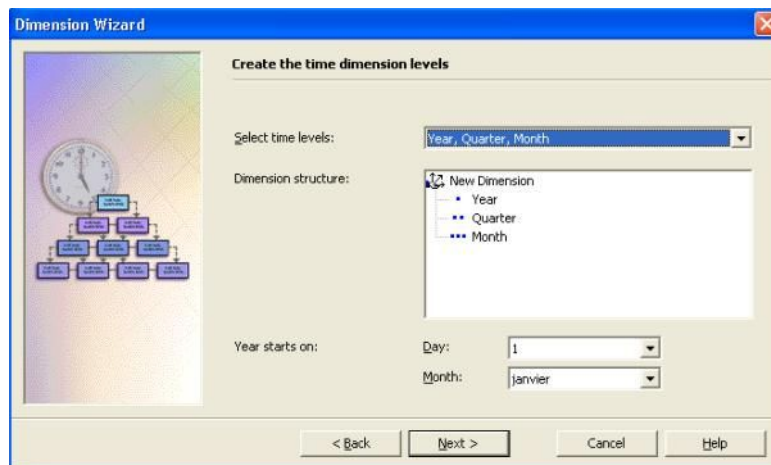 Dimension Wizard
Create the time dimension levels
Select time levels: Year, Quarter, Month
Dimension structure: New Dimension
Year
Quarter
Month
Year starts on: Day: 1
Month: janvier
< Back Next > Cancel Help